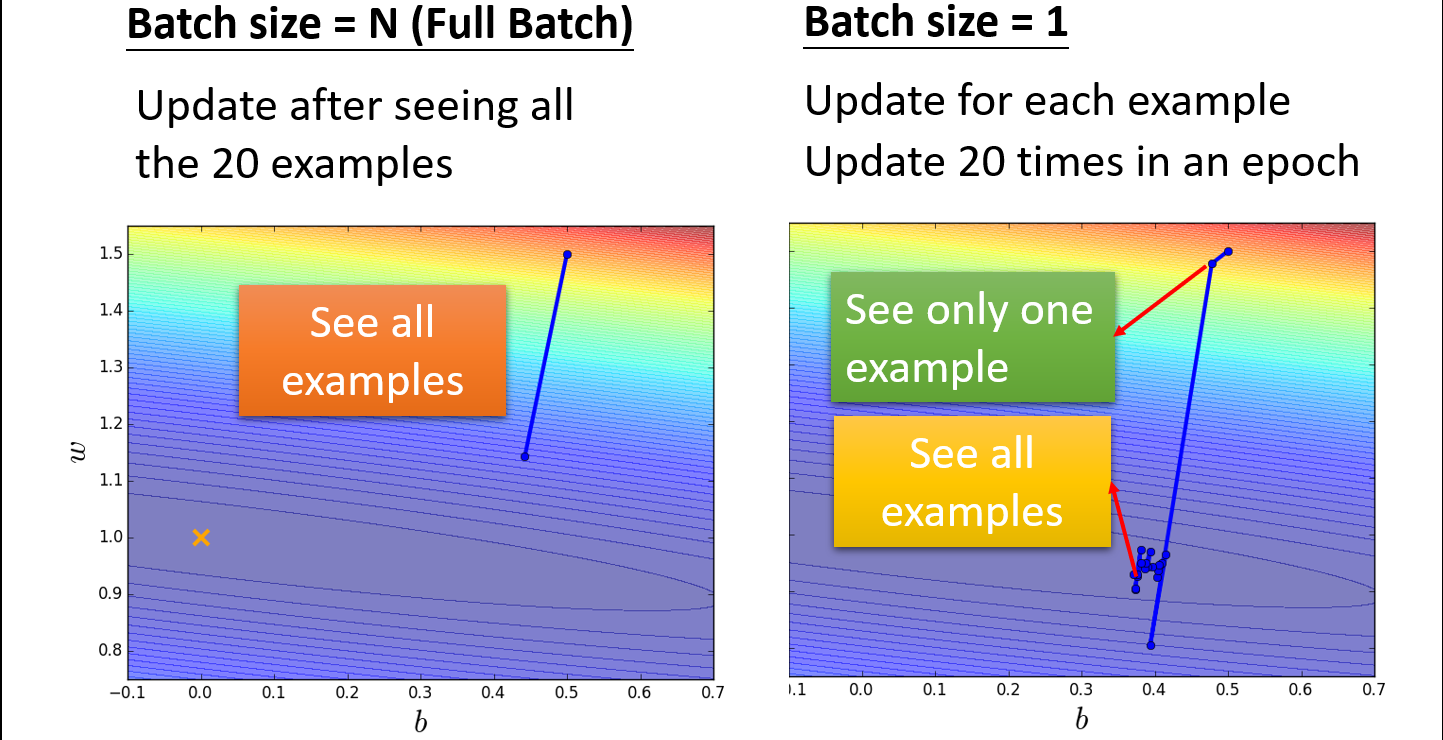 Batch size = N (Full Batch)
Update after seeing all
the 20 examples
See all
examples
w
1.5
1.4
1.3
1.2
1.1
1.0
0.9
0.8
−0.1 0.0 0.1 0.2 0.3 0.4 0.5 0.6 0.7
b
Batch size = 1
Update for each example
Update 20 times in an epoch
See only one
example
See all
examples
0.1 0.0 0.1 0.2 0.3 0.4 0.5 0.6 0.7
b